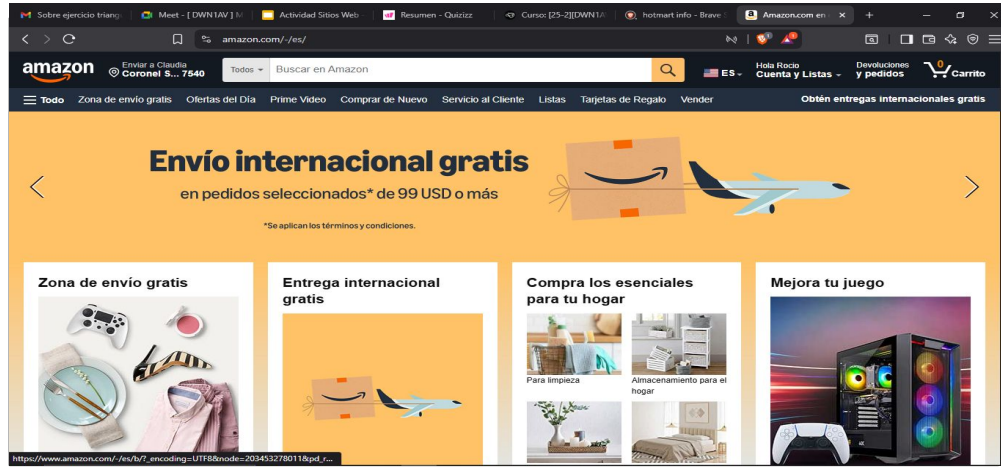 Sobre ejercicio triang
Meet - [ DWN1AV ] M
Actividad Sitios Web
Resumen - Quizizz
Curso: [25-2][DWN1A
hotmart info - Brave
Amazon.com en
amazon.com/-/es/
amazon
Enviar a Claudia
Coronel S... 7540
Todos
Buscar en Amazon
ES
Hola Rocio
Cuenta y Listas
Devoluciones
y pedidos
0
Carrito
Todo
Zona de envío gratis
Ofertas del Día
Prime Video
Comprar de Nuevo
Servicio al Cliente
Listas
Tarjetas de Regalo
Vender
Obtén entregas internacionales gratis
Envío internacional gratis
en pedidos seleccionados* de 99 USD o más
*Se aplican los términos y condiciones.
Zona de envío gratis
Entrega internacional
gratis
Compra los esenciales
para tu hogar
Mejora tu juego
Para limpieza
Almacenamiento para el
hogar
https://www.amazon.com/-/es/b/?_encoding=UTF8&node=203453278011&pd_r...